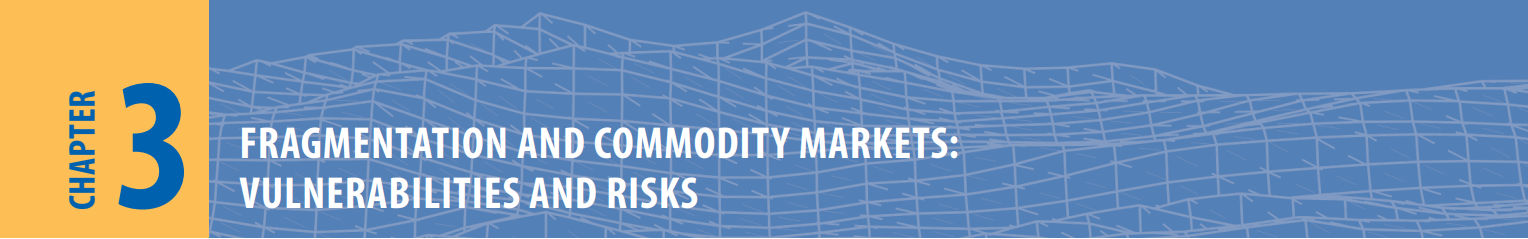 CHAPTER 3
FRAGMENTATION AND COMMODITY MARKETS:
VULNERABILITIES AND RISKS